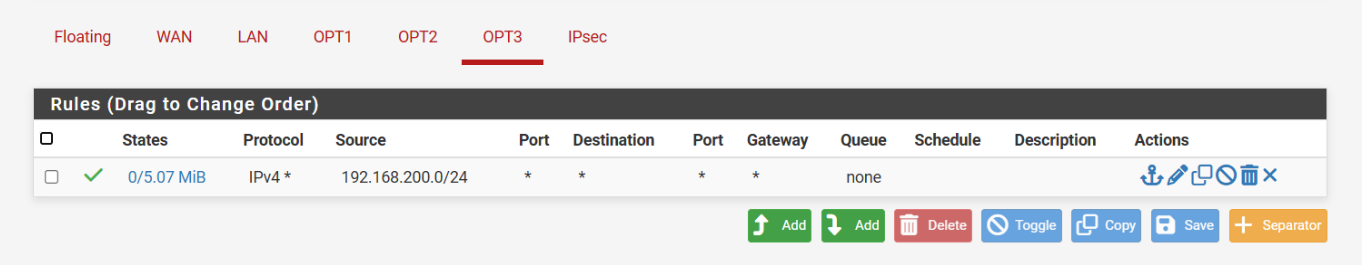 Floating WAN LAN OPT1 OPT2 OPT3 IPsec
Rules (Drag to Change Order)
States Protocol Source Port Destination Port Gateway Queue Schedule Description Actions
0/5.07 MiB IPv4 * 192.168.200.0/24 * * * * none
Add Add Delete Toggle Copy Save Separator